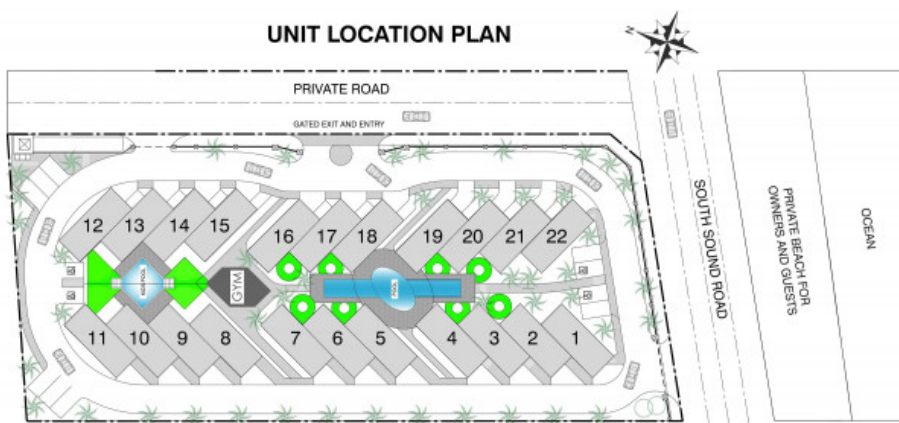 UNIT LOCATION PLAN
N
PRIVATE ROAD
GATED EXIT AND ENTRY
SOUTH SOUND ROAD
PRIVATE BEACH FOR
OWNERS AND GUESTS
OCEAN
12 13 14 15
16 17 18
19 20 21 22
KIDS POOL
GYM
POOL
11 10 9 8
7 6 5
4 3 2 1